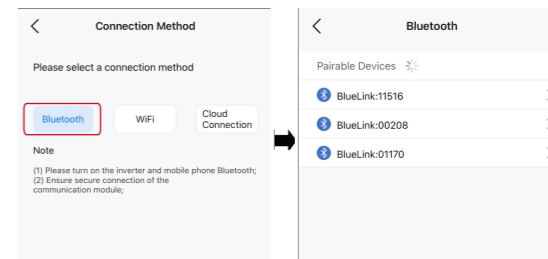 Connection Method
Please select a connection method
Bluetooth
WiFi
Cloud
Connection
Note
(1) Please turn on the inverter and mobile phone Bluetooth;
(2) Ensure secure connection of the
communication module;
Bluetooth
Pairable Devices
BlueLink:11516
BlueLink:00208
BlueLink:01170